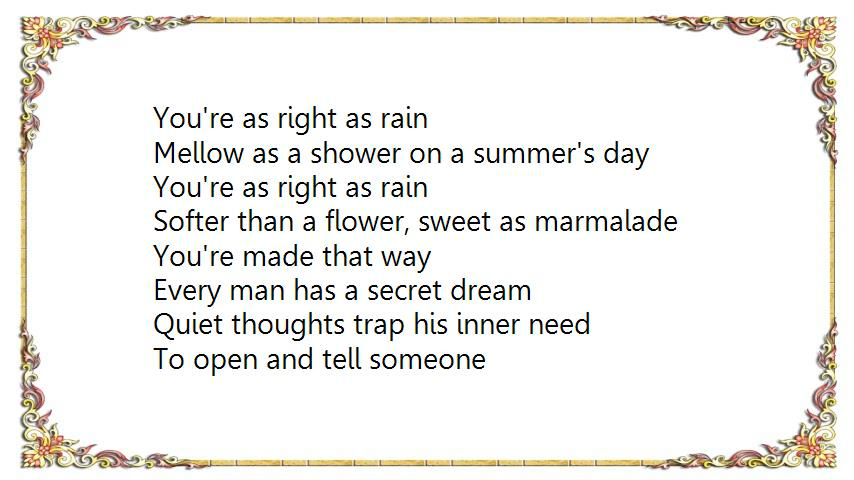 You're as right as rain
Mellow as a shower on a summer's day
You're as right as rain
Softer than a flower, sweet as marmalade
You're made that way
Every man has a secret dream
Quiet thoughts trap his inner need
To open and tell someone